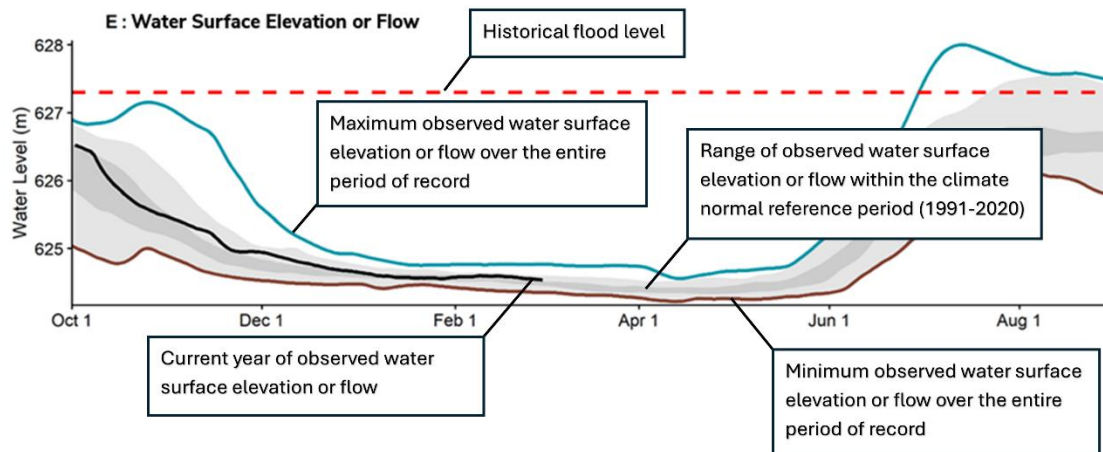 E : Water Surface Elevation or Flow
Historical flood level
628
627
626
625
Water Level (m)
Maximum observed water surface
elevation or flow over the entire
period of record
Range of observed water surface
elevation or flow within the climate
normal reference period (1991-2020)
Oct 1
Dec 1
Feb 1
Apr 1
Jun 1
Aug 1
Current year of observed water
surface elevation or flow
Minimum observed water surface
elevation or flow over the entire
period of record